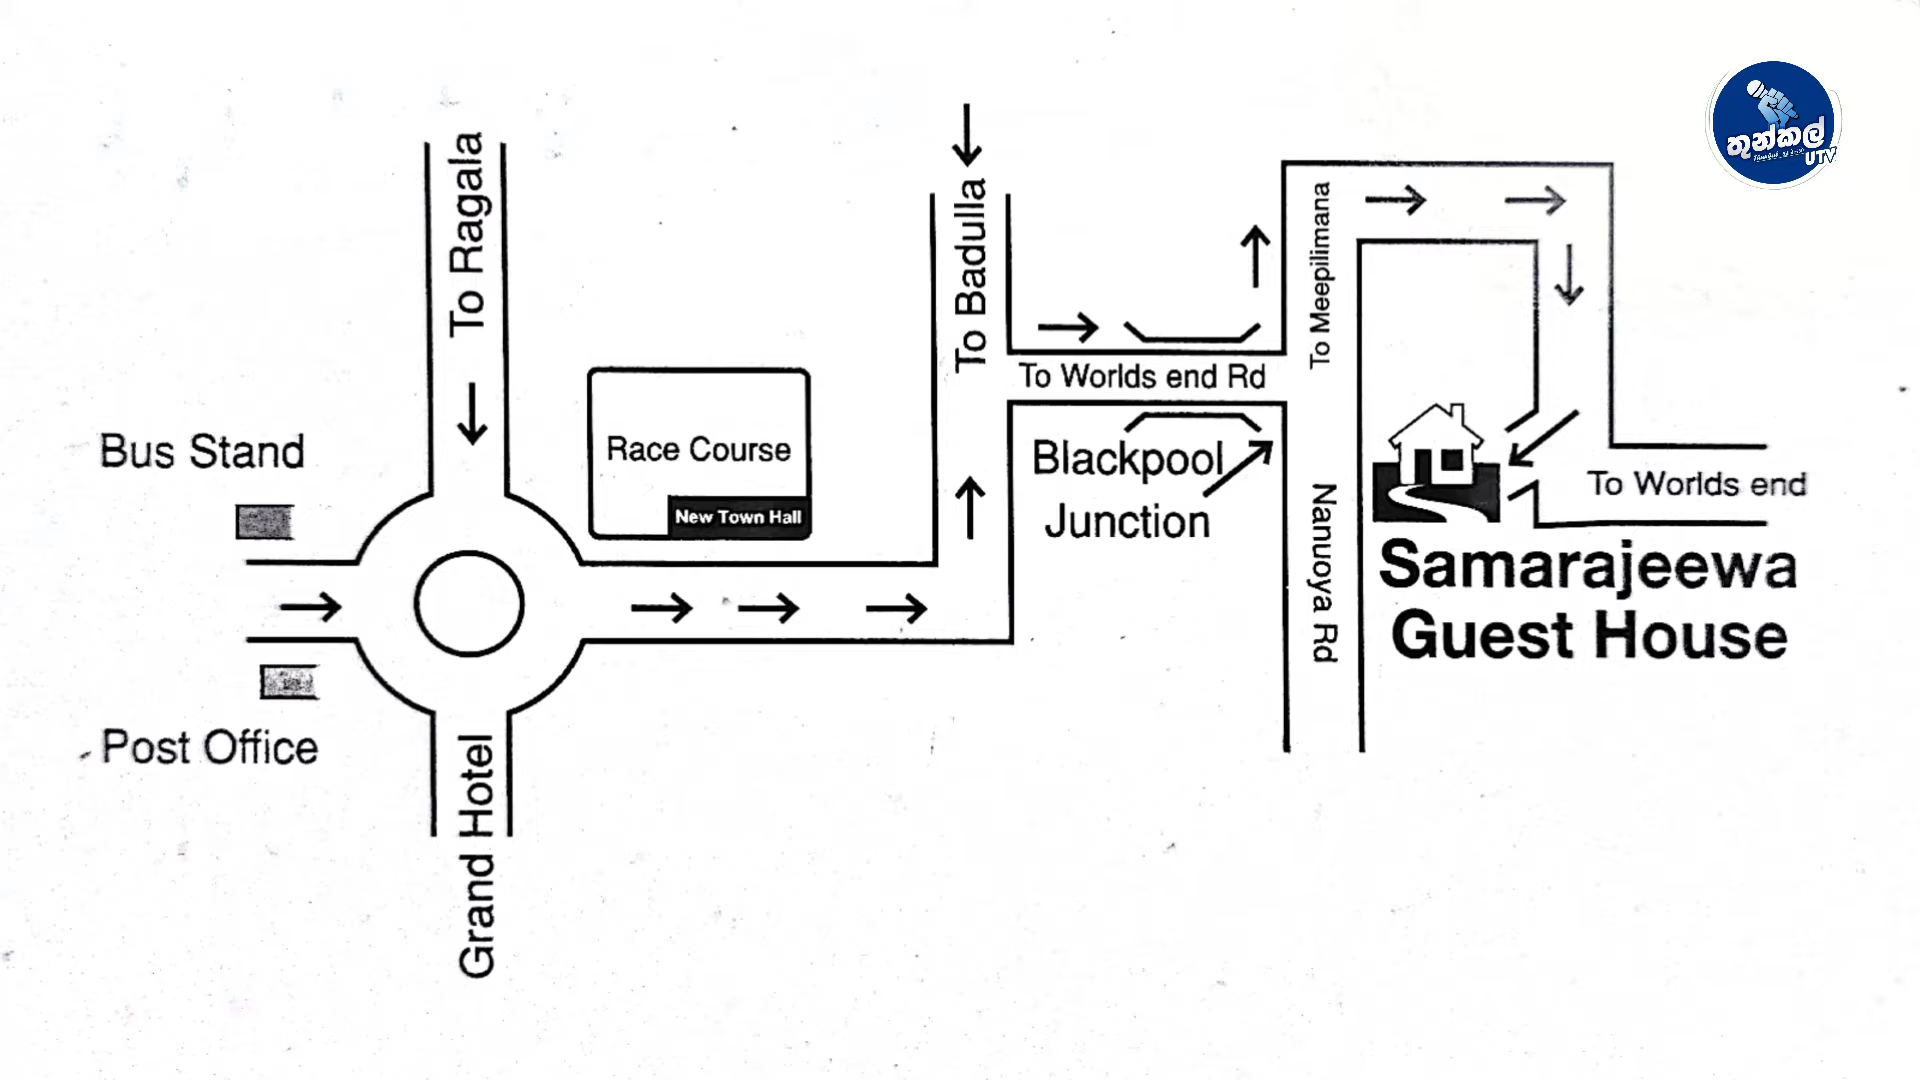 තුන්කල්
UTV
To Ragala
To Badulla
To Meepilimana
To Worlds end Rd
Bus Stand
Race Course
New Town Hall
Blackpool
Junction
Nanuoya Rd
To Worlds end
Samarajeewa
Guest House
Post Office
Grand Hotel